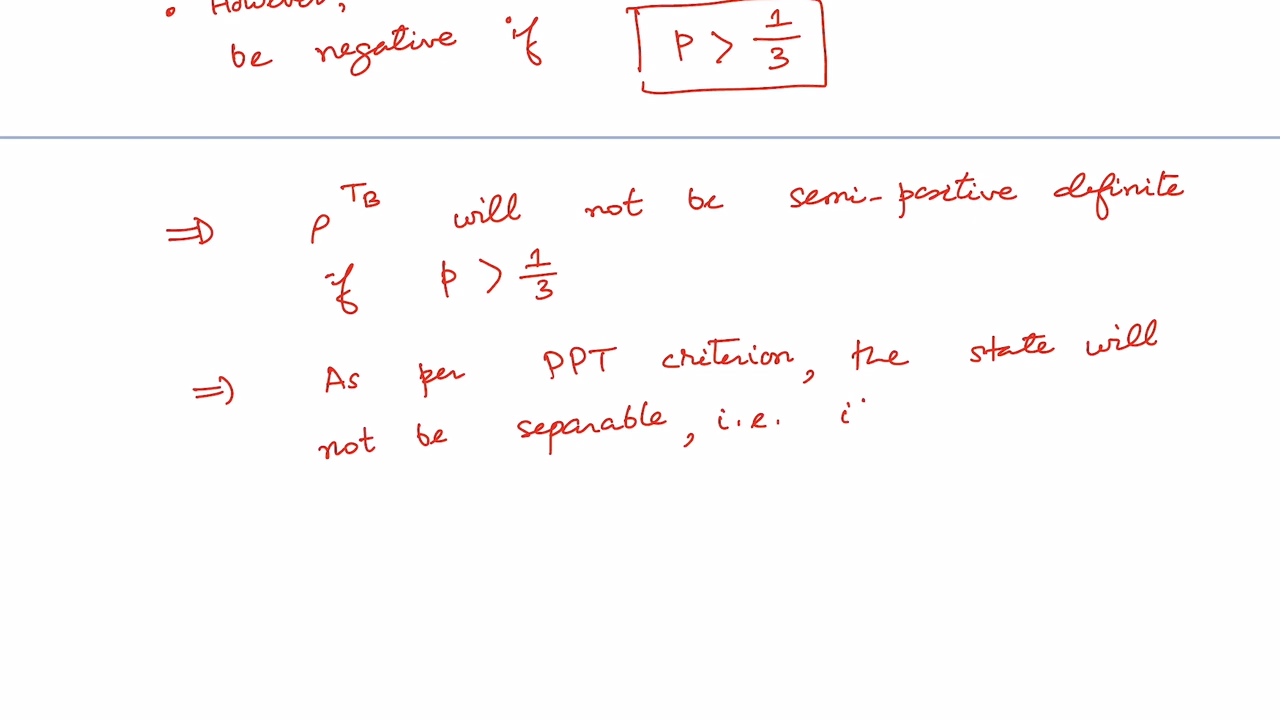 • However,
be negative if p > 1/3
⇒ ρ^{T_B} will not be semi-positive definite
if p > 1/3
⇒ As per PPT criterion, the state will
not be separable, i.e. i